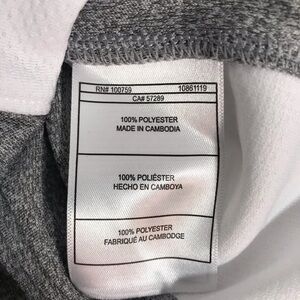 RN# 100759 10861119
CA# 57289
100% POLYESTER
MADE IN CAMBODIA
100% POLIÉSTER
HECHO EN CAMBOYA
100% POLYESTER
FABRIQUÉ AU CAMBODGE